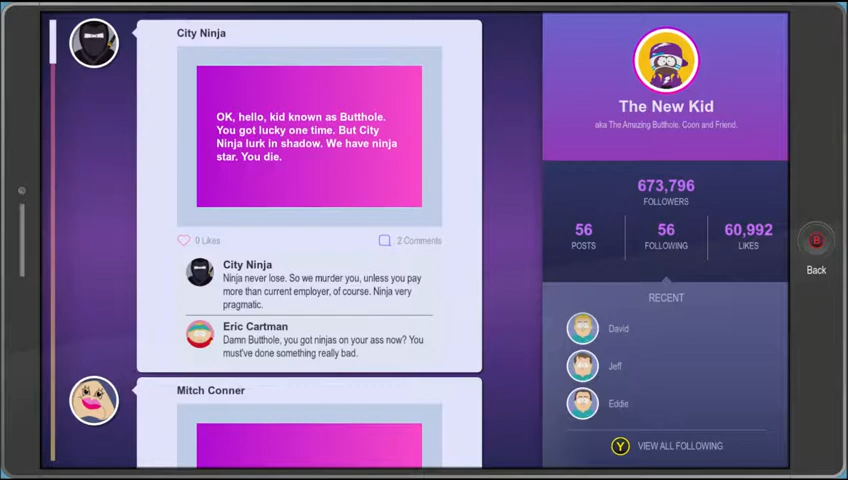 City Ninja
OK, hello, kid known as Butthole.
You got lucky one time. But City
Ninja lurk in shadow. We have ninja
star. You die.
0 Likes
2 Comments
City Ninja
Ninja never lose. So we murder you, unless you pay
more than current employer, of course. Ninja very
pragmatic.
Eric Cartman
Damn Butthole, you got ninjas on your ass now? You
must've done something really bad.
Mitch Conner
The New Kid
aka The Amazing Butthole. Coon and Friend.
673,796
FOLLOWERS
56
POSTS
56
FOLLOWING
60,992
LIKES
RECENT
David
Jeff
Eddie
Y VIEW ALL FOLLOWING
B
Back